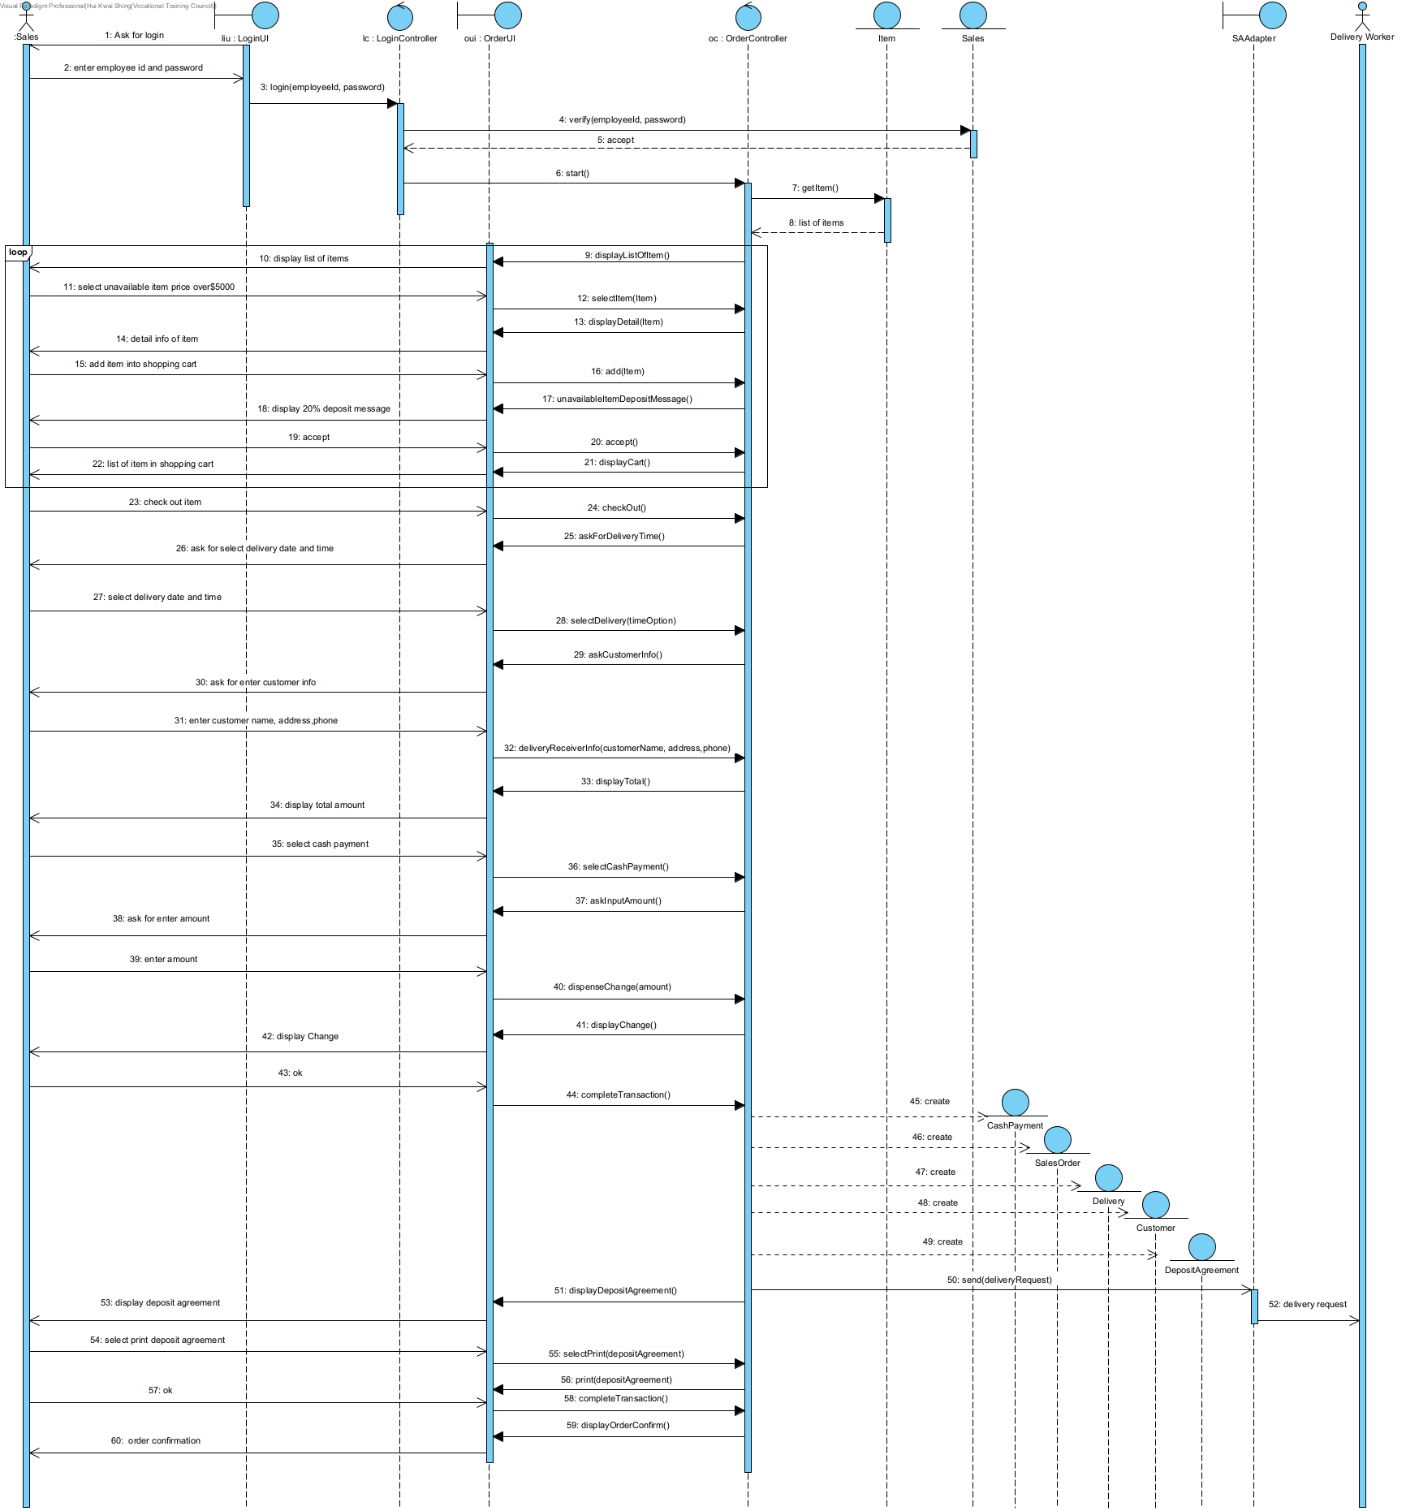 Visual Paradigm Professional(Hui Kwai Shing(Vocational Training Council))
:Sales
liu : LoginUI
lc : LoginController
oui : OrderUI
oc : OrderController
Item
Sales
SAAdapter
Delivery Worker
1: Ask for login
2: enter employee id and password
3: login(employeeId, password)
4: verify(employeeId, password)
5: accept
6: start()
7: getItem()
8: list of items
loop
9: displayListOfItem()
10: display list of items
11: select unavailable item price over$5000
12: selectItem(Item)
13: displayDetail(Item)
14: detail info of item
15: add item into shopping cart
16: add(Item)
17: unavailableItemDepositMessage()
18: display 20% deposit message
19: accept
20: accept()
21: displayCart()
22: list of item in shopping cart
23: check out item
24: checkOut()
25: askForDeliveryTime()
26: ask for select delivery date and time
27: select delivery date and time
28: selectDelivery(timeOption)
29: askCustomerInfo()
30: ask for enter customer info
31: enter customer name, address,phone
32: deliveryReceiverInfo(customerName, address,phone)
33: displayTotal()
34: display total amount
35: select cash payment
36: selectCashPayment()
37: askInputAmount()
38: ask for enter amount
39: enter amount
40: dispenseChange(amount)
41: displayChange()
42: display Change
43: ok
44: completeTransaction()
45: create
CashPayment
46: create
SalesOrder
47: create
Delivery
48: create
Customer
49: create
DepositAgreement
50: send(deliveryRequest)
51: displayDepositAgreement()
52: delivery request
53: display deposit agreement
54: select print deposit agreement
55: selectPrint(depositAgreement)
56: print(depositAgreement)
57: ok
58: completeTransaction()
59: displayOrderConfirm()
60: order confirmation